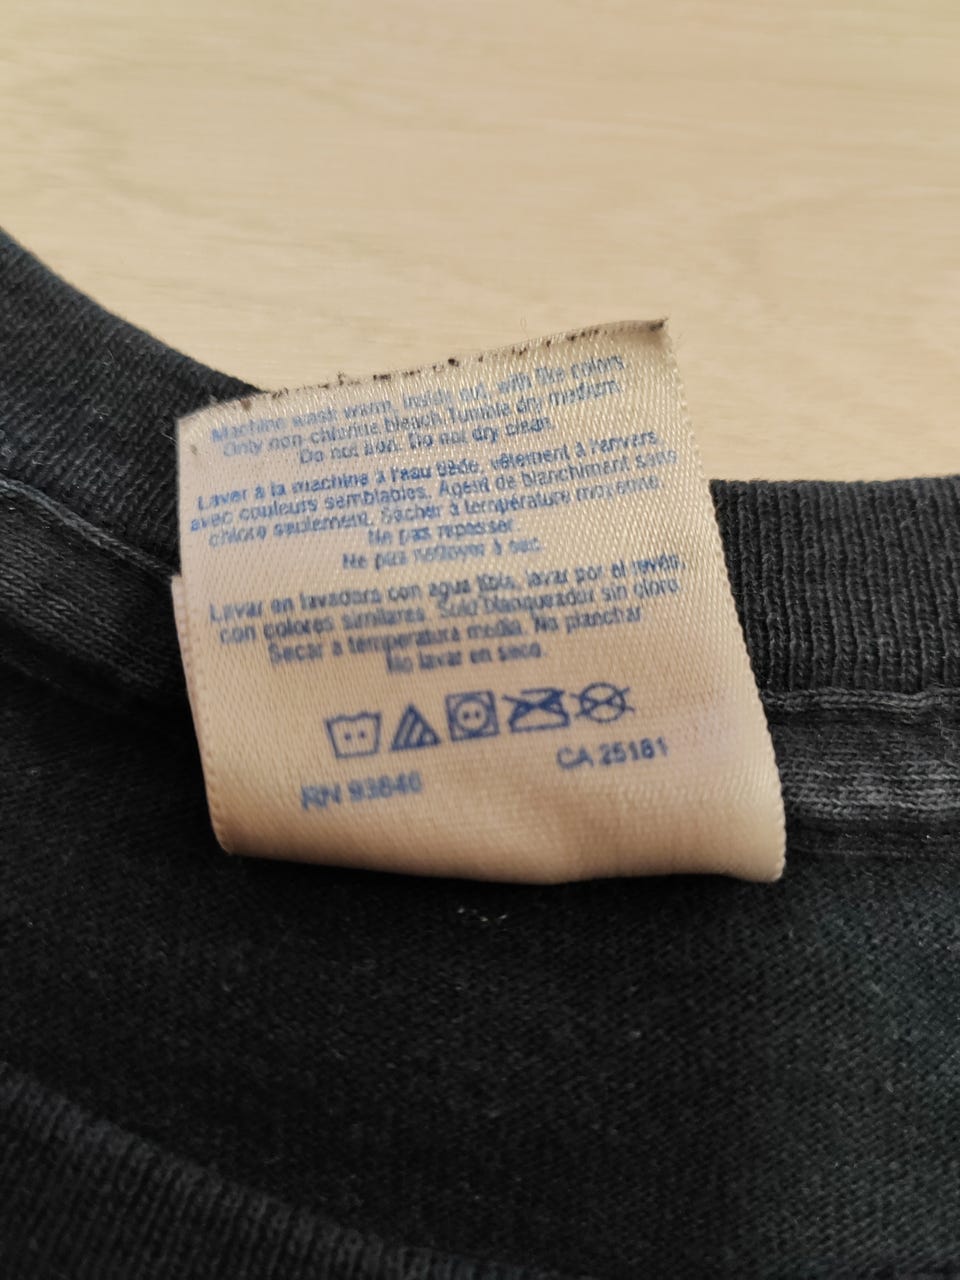 Machine wash warm, inside out, with like colors
Only non-chlorine bleach. Tumble dry medium
Do not iron. Do not dry clean.
Laver à la machine à l'eau tiède, vêtement à l'envers,
avec couleurs semblables. Agent de blanchiment sans
chlore seulement. Sécher à température moyenne
Ne pas repasser.
Ne pas nettoyer à sec.
Lavar en lavadora con agua tibia, lavar por el revés,
con colores similares. Solo blanqueador sin cloro
Secar a temperatura media. No planchar
No lavar en seco.
RN 93846
CA 25181